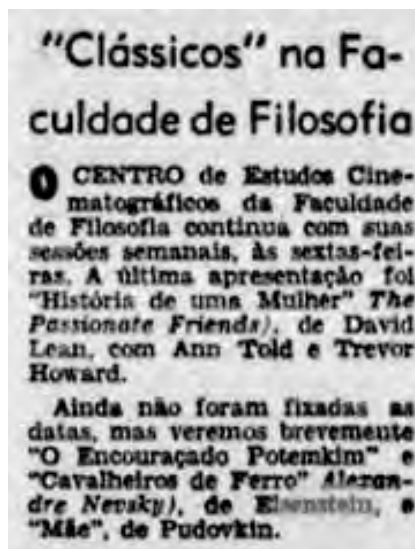 "Clássicos" na Fa-
culdade de Filosofia
O CENTRO de Estudos Cine-
matográficos da Faculdade
de Filosofia continua com suas
sessões semanais, às sextas-fei-
ras. A última apresentação foi
"História de uma Mulher" The
Passionate Friends), de David
Lean, com Ann Told e Trevor
Howard.
Ainda não foram fixadas as
datas, mas veremos brevemente
"O Encouraçado Potemkim" e
"Cavalheiros de Ferro" Alexan-
dre Nevsky), de Eisenstein, e
"Mãe", de Pudovkin.